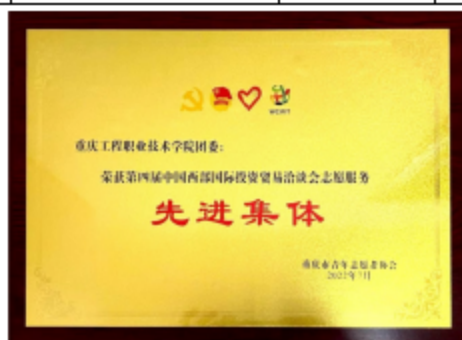 重庆工程职业技术学院团委：
荣获第四届中国西部国际投资贸易洽谈会志愿服务
先进集体
重庆市青年志愿者协会
2022年7月